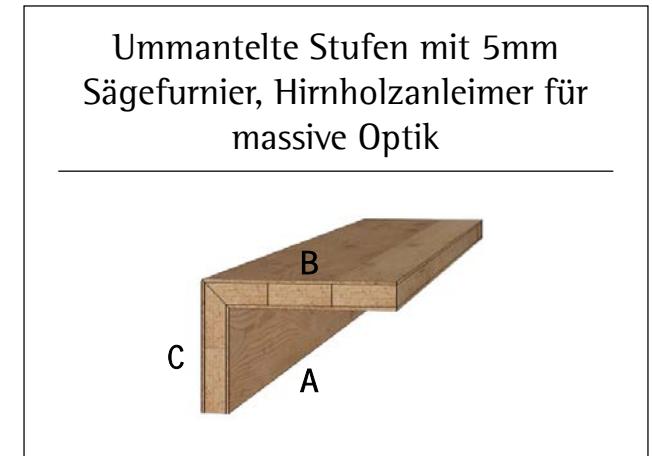 Ummantelte Stufen mit 5mm
Sägefurnier, Hirnholzanleimer für
massive Optik
B
C
A